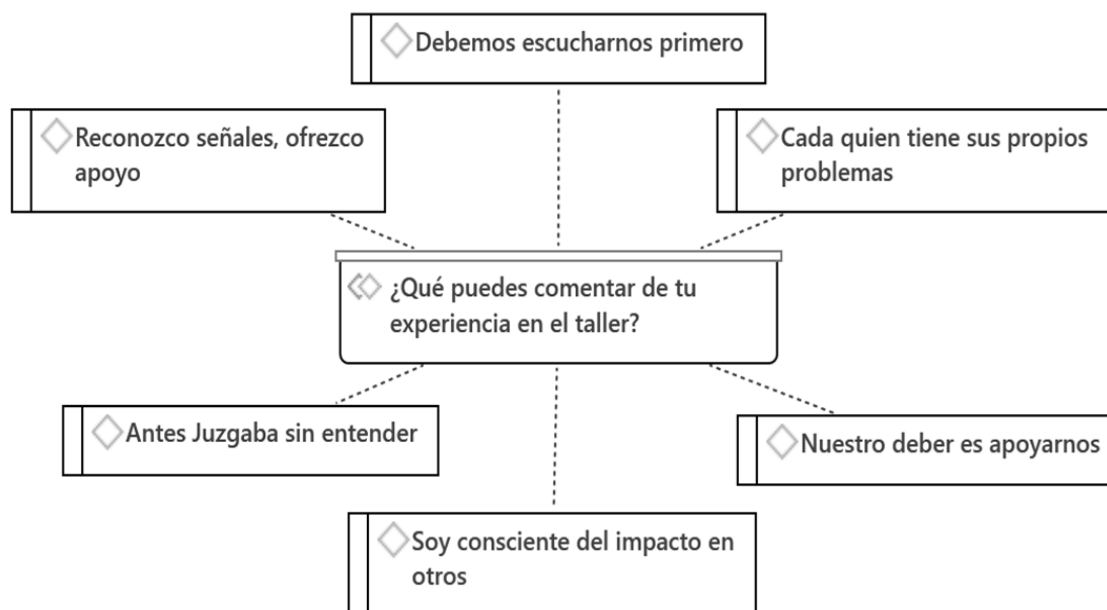 Debemos escucharnos primero
Reconozco señales, ofrezco
apoyo
Cada quien tiene sus propios
problemas
¿Qué puedes comentar de tu
experiencia en el taller?
Antes Juzgaba sin entender
Nuestro deber es apoyarnos
Soy consciente del impacto en
otros